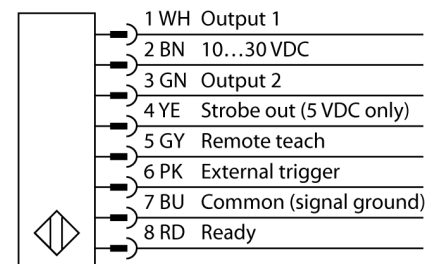 1 WH Output 1
2 BN 10...30 VDC
3 GN Output 2
4 YE Strobe out (5 VDC only)
5 GY Remote teach
6 PK External trigger
7 BU Common (signal ground)
8 RD Ready